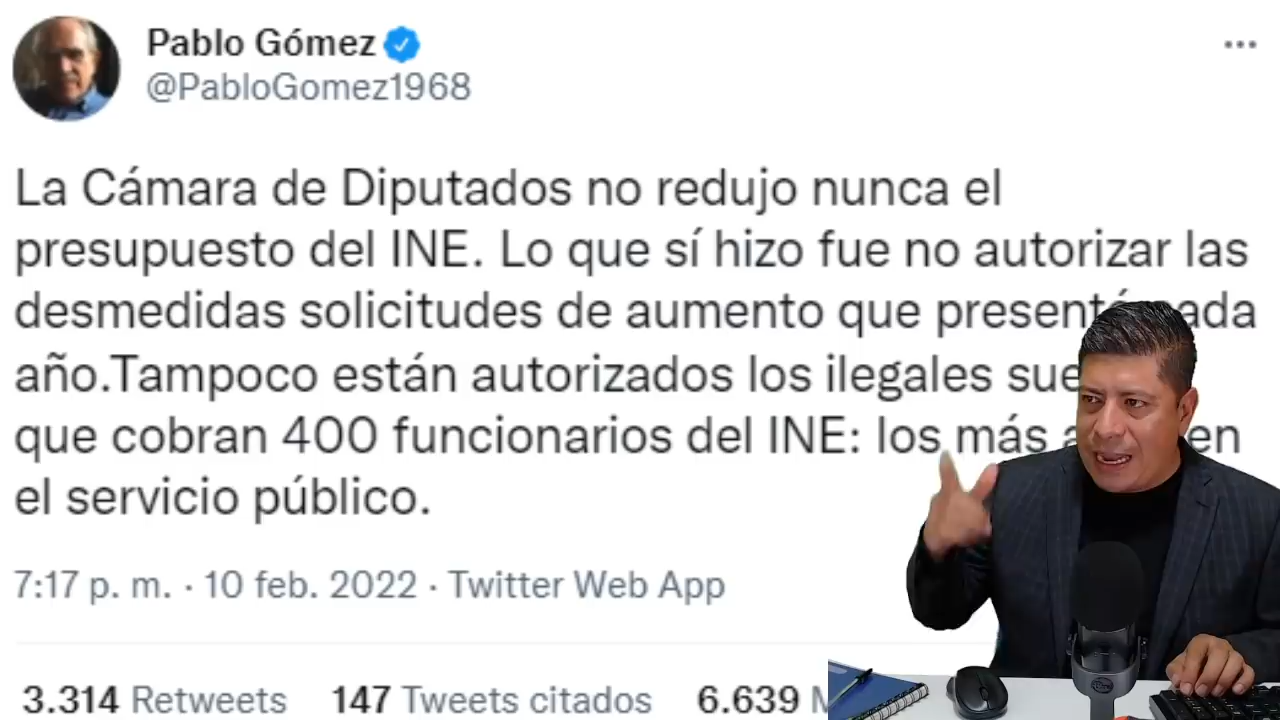 Pablo Gómez
@PabloGomez1968
La Cámara de Diputados no redujo nunca el
presupuesto del INE. Lo que sí hizo fue no autorizar las
desmedidas solicitudes de aumento que presentó cada
año.Tampoco están autorizados los ilegales
que cobran 400 funcionarios del INE: los más en
el servicio público.
7:17 p. m. · 10 feb. 2022 · Twitter Web App
3.314 Retweets 147 Tweets citados 6.639